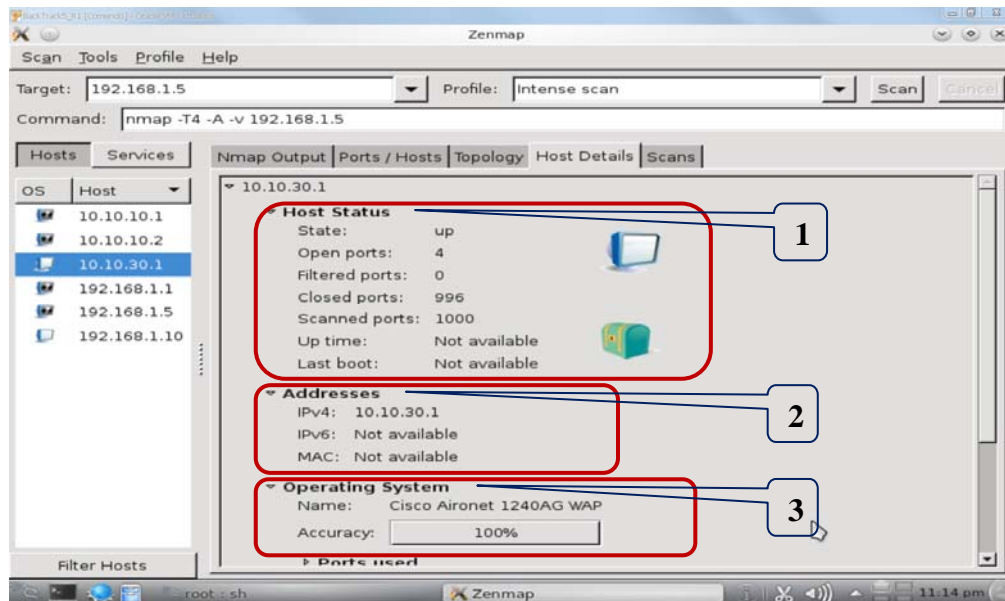 Zenmap
Scan Tools Profile Help
Target: 192.168.1.5 Profile: Intense scan Scan Cancel
Command: nmap -T4 -A -v 192.168.1.5
Hosts Services Nmap Output Ports / Hosts Topology Host Details Scans
OS Host
10.10.10.1
10.10.10.2
10.10.30.1
192.168.1.1
192.168.1.5
192.168.1.10
Filter Hosts
10.10.30.1
Host Status
State: up
Open ports: 4
Filtered ports: 0
Closed ports: 996
Scanned ports: 1000
Up time: Not available
Last boot: Not available
1
Addresses
IPv4: 10.10.30.1
IPv6: Not available
MAC: Not available
2
Operating System
Name: Cisco Aironet 1240AG WAP
Accuracy: 100%
3
Ports used
root : sh Zenmap 11:14 pm